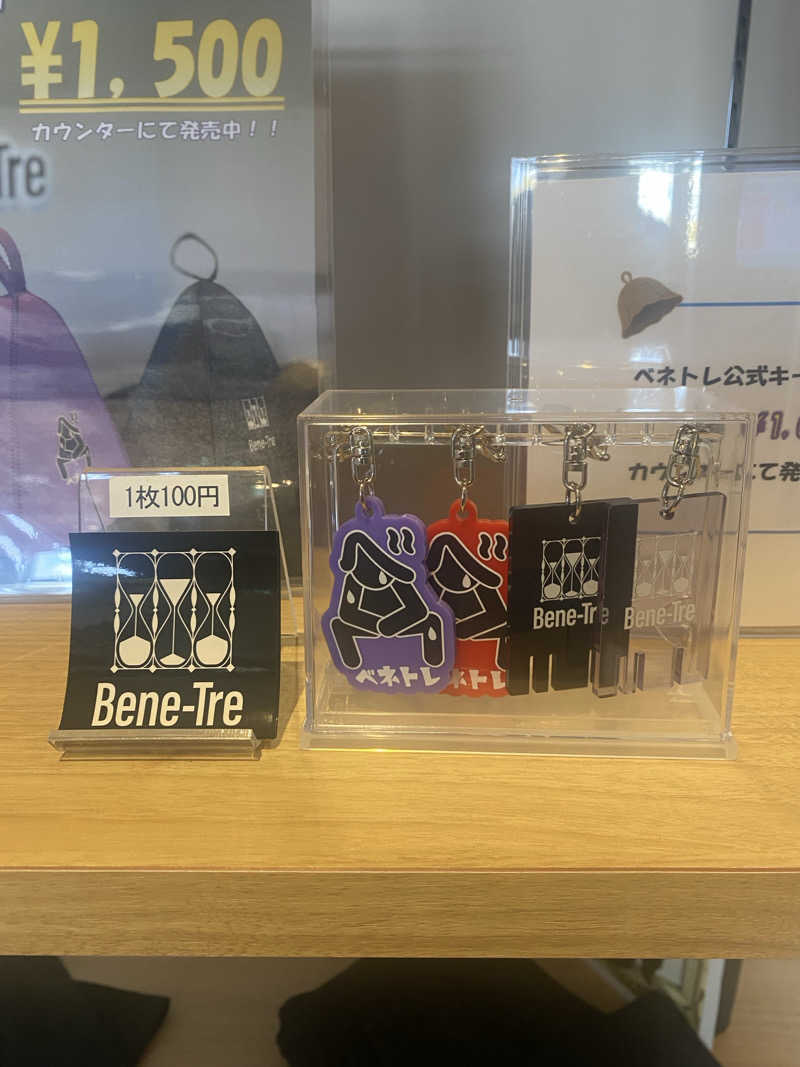 ¥1,500
カウンターにて発売中！！
Tre
Bene-Tre
ベネトレ公式キー
カウンターにて発
1枚100円
Bene-Tre
ベネトレ
ネトレ
Bene-Tre
Bene-Tre